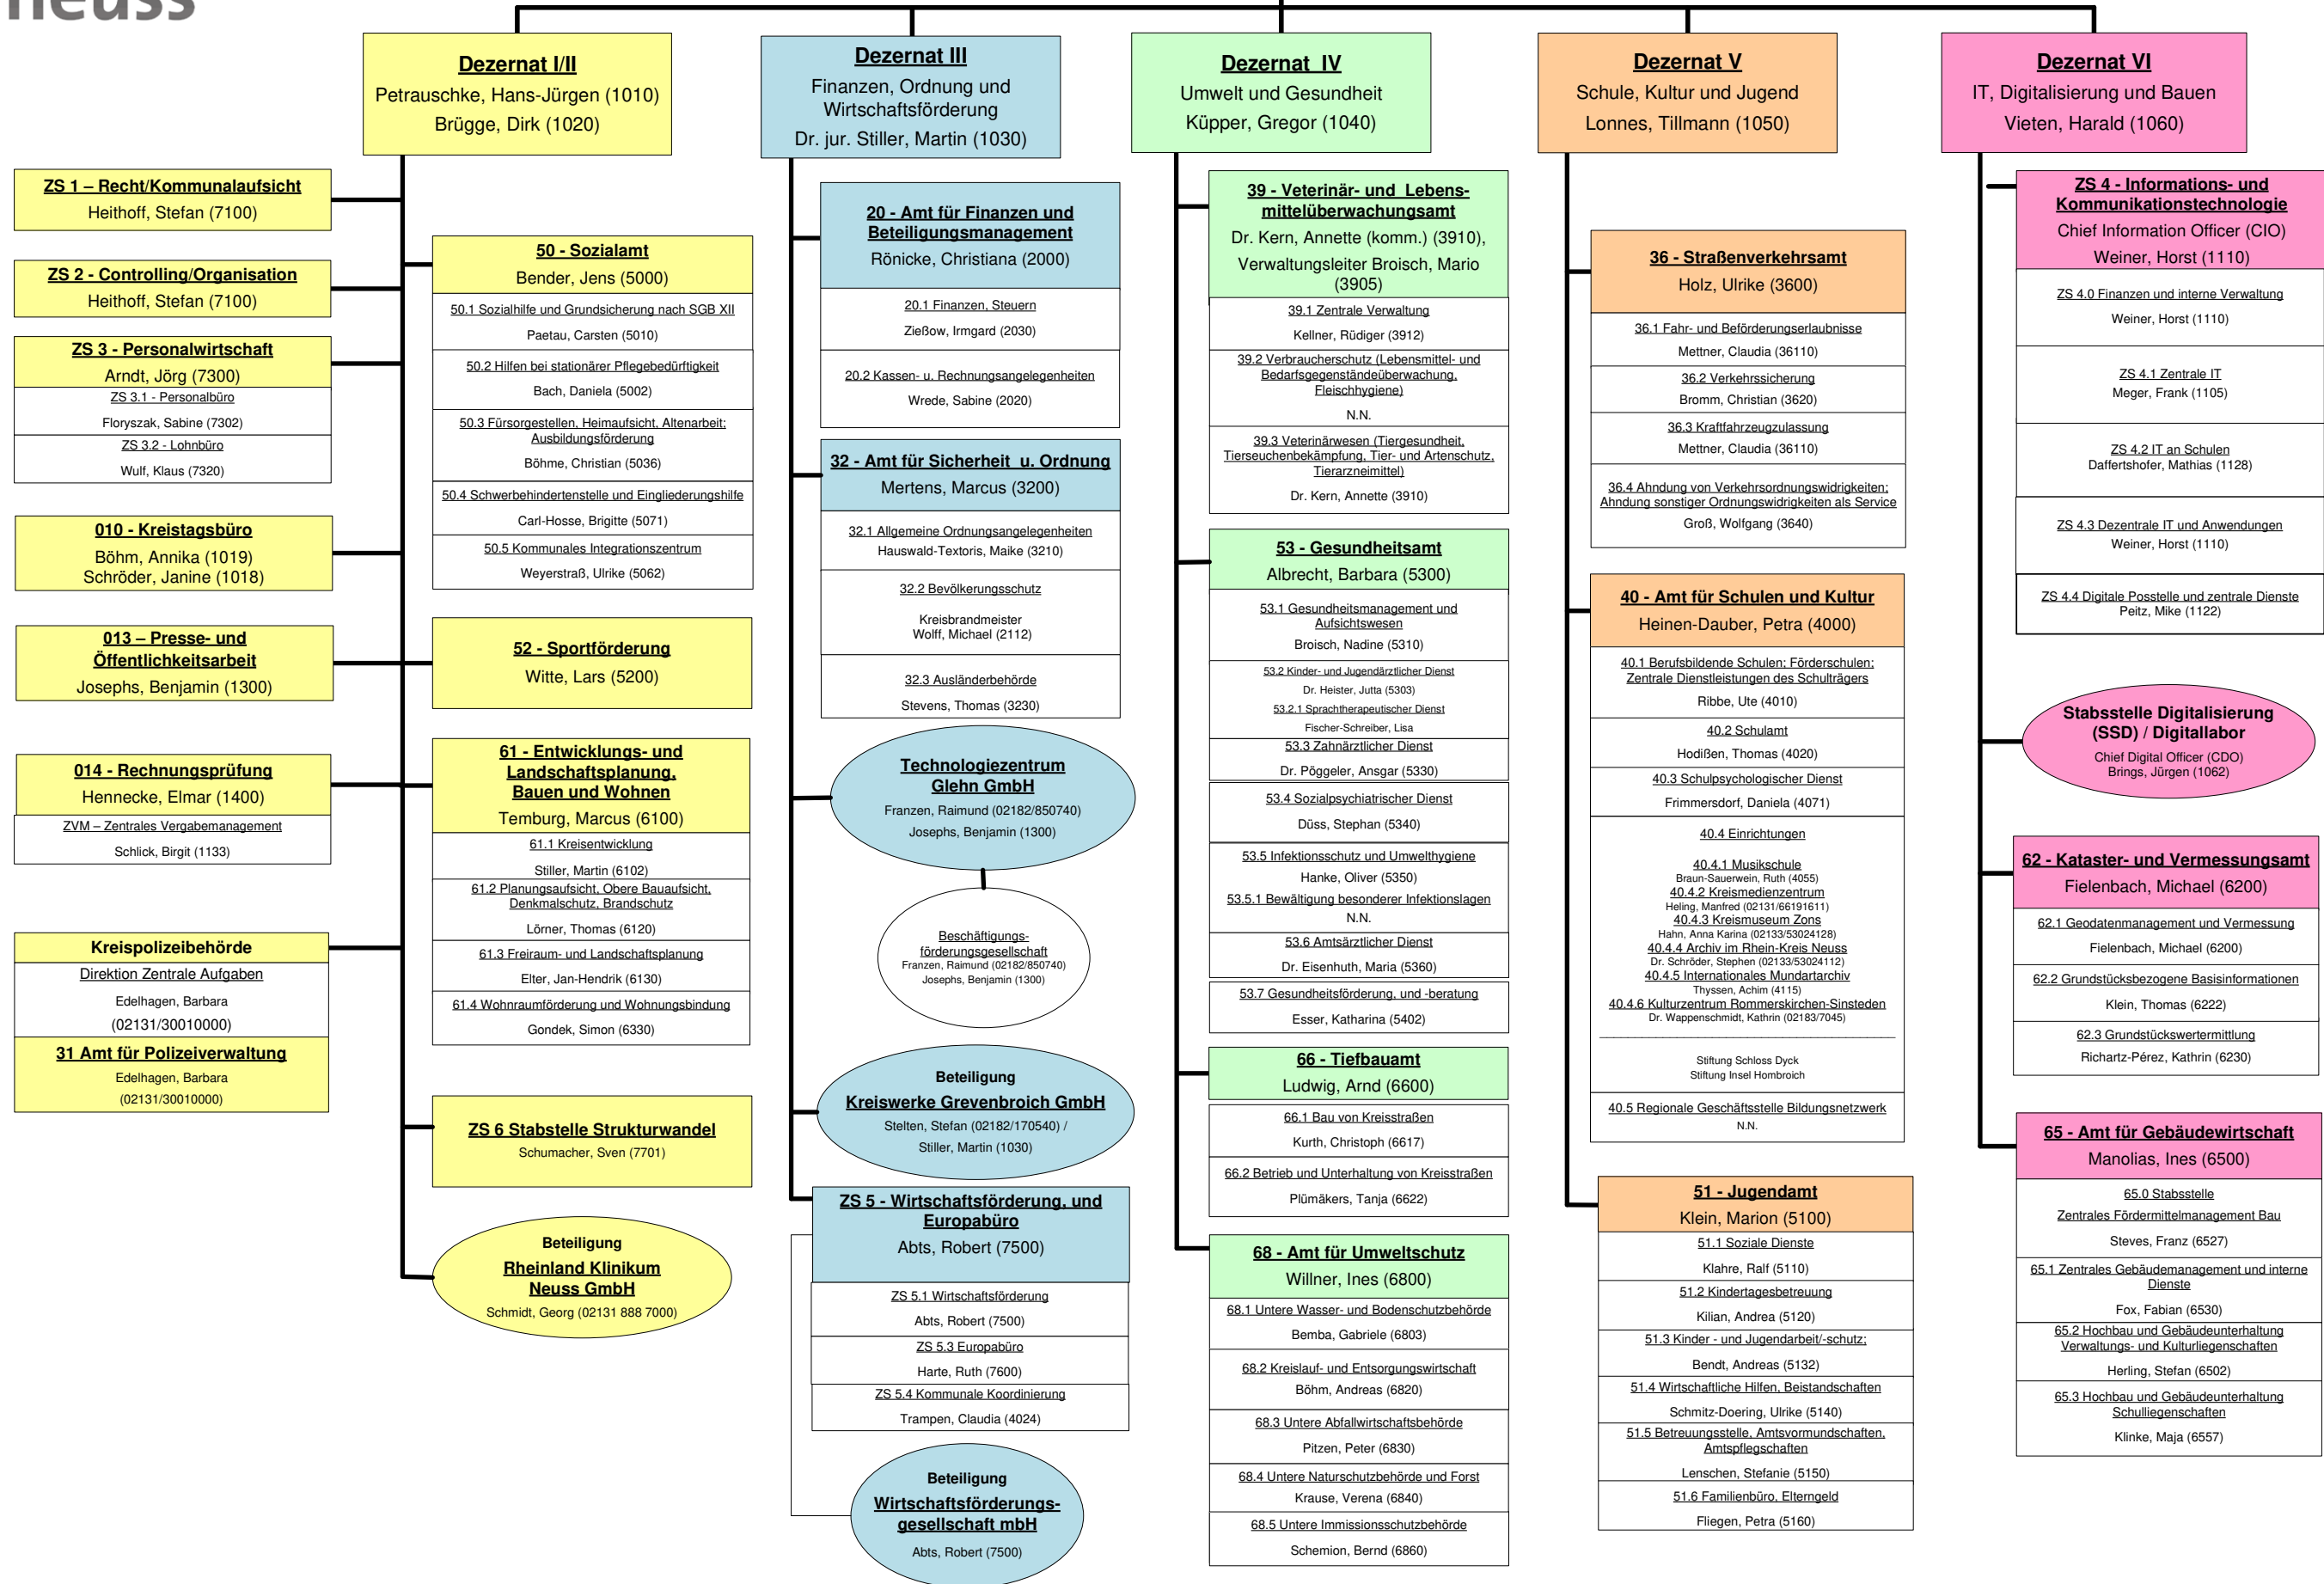 neuss
Dezernat I/II
Petrauschke, Hans-Jürgen (1010)
Brügge, Dirk (1020)
ZS 1 – Recht/Kommunalaufsicht
Heithoff, Stefan (7100)
ZS 2 - Controlling/Organisation
Heithoff, Stefan (7100)
ZS 3 - Personalwirtschaft
Arndt, Jörg (7300)
ZS 3.1 - Personalbüro
Floryszak, Sabine (7302)
ZS 3.2 - Lohnbüro
Wulf, Klaus (7320)
010 - Kreistagsbüro
Böhm, Annika (1019)
Schröder, Janine (1018)
013 – Presse- und
Öffentlichkeitsarbeit
Josephs, Benjamin (1300)
014 - Rechnungsprüfung
Hennecke, Elmar (1400)
ZVM – Zentrales Vergabemanagement
Schlick, Birgit (1133)
Kreispolizeibehörde
Direktion Zentrale Aufgaben
Edelhagen, Barbara
(02131/30010000)
31 Amt für Polizeiverwaltung
Edelhagen, Barbara
(02131/30010000)
50 - Sozialamt
Bender, Jens (5000)
50.1 Sozialhilfe und Grundsicherung nach SGB XII
Paetau, Carsten (5010)
50.2 Hilfen bei stationärer Pflegebedürftigkeit
Bach, Daniela (5002)
50.3 Fürsorgestellen, Heimaufsicht, Altenarbeit;
Ausbildungsförderung
Böhme, Christian (5036)
50.4 Schwerbehindertenstelle und Eingliederungshilfe
Carl-Hosse, Brigitte (5071)
50.5 Kommunales Integrationszentrum
Weyerstraß, Ulrike (5062)
52 - Sportförderung
Witte, Lars (5200)
61 - Entwicklungs- und
Landschaftsplanung,
Bauen und Wohnen
Temburg, Marcus (6100)
61.1 Kreisentwicklung
Stiller, Martin (6102)
61.2 Planungsaufsicht, Obere Bauaufsicht,
Denkmalschutz, Brandschutz
Lörner, Thomas (6120)
61.3 Freiraum- und Landschaftsplanung
Elter, Jan-Hendrik (6130)
61.4 Wohnraumförderung und Wohnungsbindung
Gondek, Simon (6330)
ZS 6 Stabstelle Strukturwandel
Schumacher, Sven (7701)
Beteiligung
Rheinland Klinikum
Neuss GmbH
Schmidt, Georg (02131 888 7000)
Dezernat III
Finanzen, Ordnung und
Wirtschaftsförderung
Dr. jur. Stiller, Martin (1030)
20 - Amt für Finanzen und
Beteiligungsmanagement
Rönicke, Christiana (2000)
20.1 Finanzen, Steuern
Zießow, Irmgard (2030)
20.2 Kassen- u. Rechnungsangelegenheiten
Wrede, Sabine (2020)
32 - Amt für Sicherheit u. Ordnung
Mertens, Marcus (3200)
32.1 Allgemeine Ordnungsangelegenheiten
Hauswald-Textoris, Maike (3210)
32.2 Bevölkerungsschutz
Kreisbrandmeister
Wolff, Michael (2112)
32.3 Ausländerbehörde
Stevens, Thomas (3230)
Technologiezentrum
Glehn GmbH
Franzen, Raimund (02182/850740)
Josephs, Benjamin (1300)
Beschäftigungs-
förderungsgesellschaft
Franzen, Raimund (02182/850740)
Josephs, Benjamin (1300)
Beteiligung
Kreiswerke Grevenbroich GmbH
Stelten, Stefan (02182/170540) /
Stiller, Martin (1030)
ZS 5 - Wirtschaftsförderung, und
Europabüro
Abts, Robert (7500)
ZS 5.1 Wirtschaftsförderung
Abts, Robert (7500)
ZS 5.3 Europabüro
Harte, Ruth (7600)
ZS 5.4 Kommunale Koordinierung
Trampen, Claudia (4024)
Beteiligung
Wirtschaftsförderungs-
gesellschaft mbH
Abts, Robert (7500)
Dezernat IV
Umwelt und Gesundheit
Küpper, Gregor (1040)
39 - Veterinär- und Lebens-
mittelüberwachungsamt
Dr. Kern, Annette (komm.) (3910),
Verwaltungsleiter Broisch, Mario
(3905)
39.1 Zentrale Verwaltung
Kellner, Rüdiger (3912)
39.2 Verbraucherschutz (Lebensmittel- und
Bedarfsgegenständeüberwachung,
Fleischhygiene)
N.N.
39.3 Veterinärwesen (Tiergesundheit,
Tierseuchenbekämpfung, Tier- und Artenschutz,
Tierarzneimittel)
Dr. Kern, Annette (3910)
53 - Gesundheitsamt
Albrecht, Barbara (5300)
53.1 Gesundheitsmanagement und
Aufsichtswesen
Broisch, Nadine (5310)
53.2 Kinder- und Jugendärztlicher Dienst
Dr. Heister, Jutta (5303)
53.2.1 Sprachtherapeutischer Dienst
Fischer-Schreiber, Lisa
53.3 Zahnärztlicher Dienst
Dr. Pöggeler, Ansgar (5330)
53.4 Sozialpsychiatrischer Dienst
Düss, Stephan (5340)
53.5 Infektionsschutz und Umwelthygiene
Hanke, Oliver (5350)
53.5.1 Bewältigung besonderer Infektionslagen
N.N.
53.6 Amtsärztlicher Dienst
Dr. Eisenhuth, Maria (5360)
53.7 Gesundheitsförderung, und -beratung
Esser, Katharina (5402)
66 - Tiefbauamt
Ludwig, Arnd (6600)
66.1 Bau von Kreisstraßen
Kurth, Christoph (6617)
66.2 Betrieb und Unterhaltung von Kreisstraßen
Plümäkers, Tanja (6622)
68 - Amt für Umweltschutz
Willner, Ines (6800)
68.1 Untere Wasser- und Bodenschutzbehörde
Bemba, Gabriele (6803)
68.2 Kreislauf- und Entsorgungswirtschaft
Böhm, Andreas (6820)
68.3 Untere Abfallwirtschaftsbehörde
Pitzen, Peter (6830)
68.4 Untere Naturschutzbehörde und Forst
Krause, Verena (6840)
68.5 Untere Immissionsschutzbehörde
Schemion, Bernd (6860)
Dezernat V
Schule, Kultur und Jugend
Lonnes, Tillmann (1050)
36 - Straßenverkehrsamt
Holz, Ulrike (3600)
36.1 Fahr- und Beförderungserlaubnisse
Mettner, Claudia (36110)
36.2 Verkehrssicherung
Bromm, Christian (3620)
36.3 Kraftfahrzeugzulassung
Mettner, Claudia (36110)
36.4 Ahndung von Verkehrsordnungswidrigkeiten;
Ahndung sonstiger Ordnungswidrigkeiten als Service
Groß, Wolfgang (3640)
40 - Amt für Schulen und Kultur
Heinen-Dauber, Petra (4000)
40.1 Berufsbildende Schulen; Förderschulen;
Zentrale Dienstleistungen des Schulträgers
Ribbe, Ute (4010)
40.2 Schulamt
Hodißen, Thomas (4020)
40.3 Schulpsychologischer Dienst
Frimmersdorf, Daniela (4071)
40.4 Einrichtungen
40.4.1 Musikschule
Braun-Sauerwein, Ruth (4055)
40.4.2 Kreismedienzentrum
Heling, Manfred (02131/66191611)
40.4.3 Kreismuseum Zons
Hahn, Anna Karina (02133/53024128)
40.4.4 Archiv im Rhein-Kreis Neuss
Dr. Schröder, Stephen (02133/53024112)
40.4.5 Internationales Mundartarchiv
Thyssen, Achim (4115)
40.4.6 Kulturzentrum Rommerskirchen-Sinsteden
Dr. Wappenschmidt, Kathrin (02183/7045)
Stiftung Schloss Dyck
Stiftung Insel Hombroich
40.5 Regionale Geschäftsstelle Bildungsnetzwerk
N.N.
51 - Jugendamt
Klein, Marion (5100)
51.1 Soziale Dienste
Klahre, Ralf (5110)
51.2 Kindertagesbetreuung
Kilian, Andrea (5120)
51.3 Kinder - und Jugendarbeit/-schutz;
Bendt, Andreas (5132)
51.4 Wirtschaftliche Hilfen, Beistandschaften
Schmitz-Doering, Ulrike (5140)
51.5 Betreuungsstelle, Amtsvormundschaften,
Amtspflegschaften
Lenschen, Stefanie (5150)
51.6 Familienbüro, Elterngeld
Fliegen, Petra (5160)
Dezernat VI
IT, Digitalisierung und Bauen
Vieten, Harald (1060)
ZS 4 - Informations- und
Kommunikationstechnologie
Chief Information Officer (CIO)
Weiner, Horst (1110)
ZS 4.0 Finanzen und interne Verwaltung
Weiner, Horst (1110)
ZS 4.1 Zentrale IT
Meger, Frank (1105)
ZS 4.2 IT an Schulen
Daffertshofer, Mathias (1128)
ZS 4.3 Dezentrale IT und Anwendungen
Weiner, Horst (1110)
ZS 4.4 Digitale Posstelle und zentrale Dienste
Peitz, Mike (1122)
Stabsstelle Digitalisierung
(SSD) / Digitallabor
Chief Digital Officer (CDO)
Brings, Jürgen (1062)
62 - Kataster- und Vermessungsamt
Fielenbach, Michael (6200)
62.1 Geodatenmanagement und Vermessung
Fielenbach, Michael (6200)
62.2 Grundstücksbezogene Basisinformationen
Klein, Thomas (6222)
62.3 Grundstückswertermittlung
Richartz-Pérez, Kathrin (6230)
65 - Amt für Gebäudewirtschaft
Manolias, Ines (6500)
65.0 Stabsstelle
Zentrales Fördermittelmanagement Bau
Steves, Franz (6527)
65.1 Zentrales Gebäudemanagement und interne
Dienste
Fox, Fabian (6530)
65.2 Hochbau und Gebäudeunterhaltung
Verwaltungs- und Kulturliegenschaften
Herling, Stefan (6502)
65.3 Hochbau und Gebäudeunterhaltung
Schulliegenschaften
Klinke, Maja (6557)